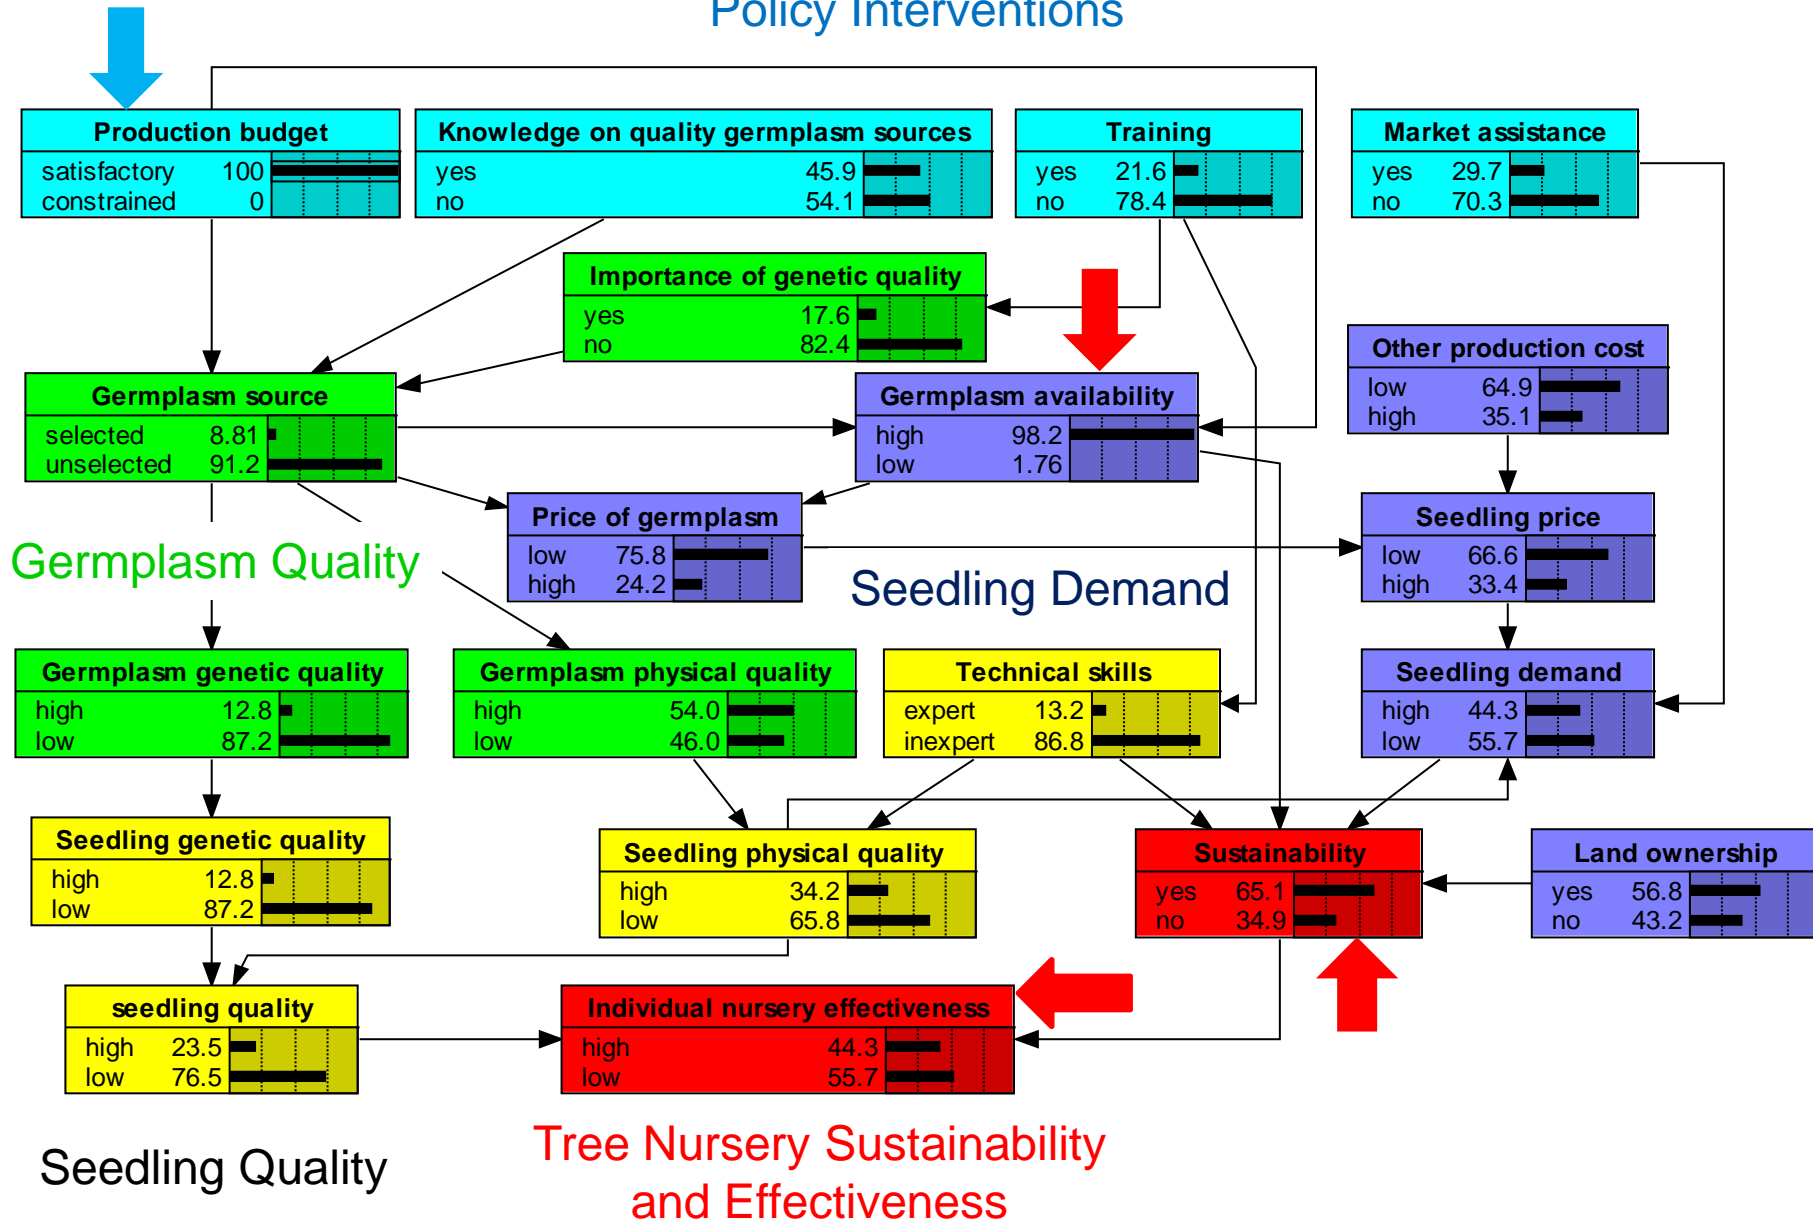 Policy Interventions
Production budget
satisfactory 100
constrained 0
Knowledge on quality germplasm sources
yes 45.9
no 54.1
Training
yes 21.6
no 78.4
Market assistance
yes 29.7
no 70.3
Importance of genetic quality
yes 17.6
no 82.4
Other production cost
low 64.9
high 35.1
Germplasm source
selected 8.81
unselected 91.2
Germplasm availability
high 98.2
low 1.76
Price of germplasm
low 75.8
high 24.2
Seedling price
low 66.6
high 33.4
Germplasm Quality
Seedling Demand
Germplasm genetic quality
high 12.8
low 87.2
Germplasm physical quality
high 54.0
low 46.0
Technical skills
expert 13.2
inexpert 86.8
Seedling demand
high 44.3
low 55.7
Seedling genetic quality
high 12.8
low 87.2
Seedling physical quality
high 34.2
low 65.8
Sustainability
yes 65.1
no 34.9
Land ownership
yes 56.8
no 43.2
seedling quality
high 23.5
low 76.5
Individual nursery effectiveness
high 44.3
low 55.7
Seedling Quality
Tree Nursery Sustainability
and Effectiveness